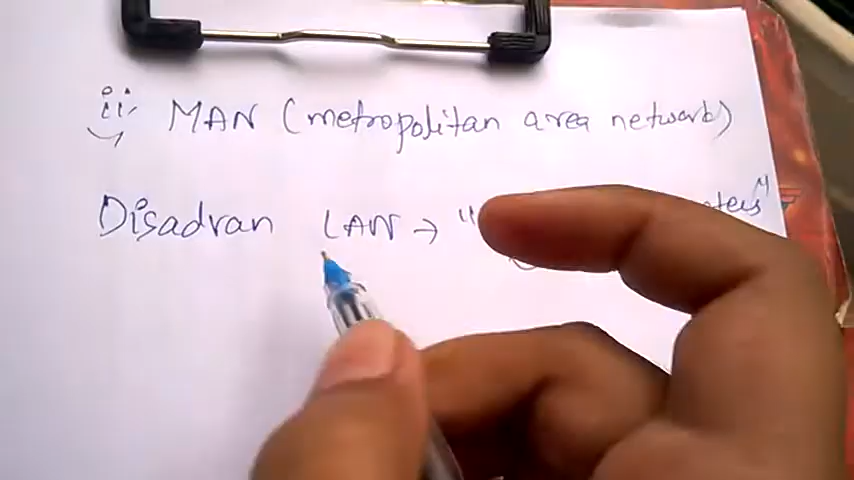 ii, MAN (metropolitan area network)
Disadvan LAN → "